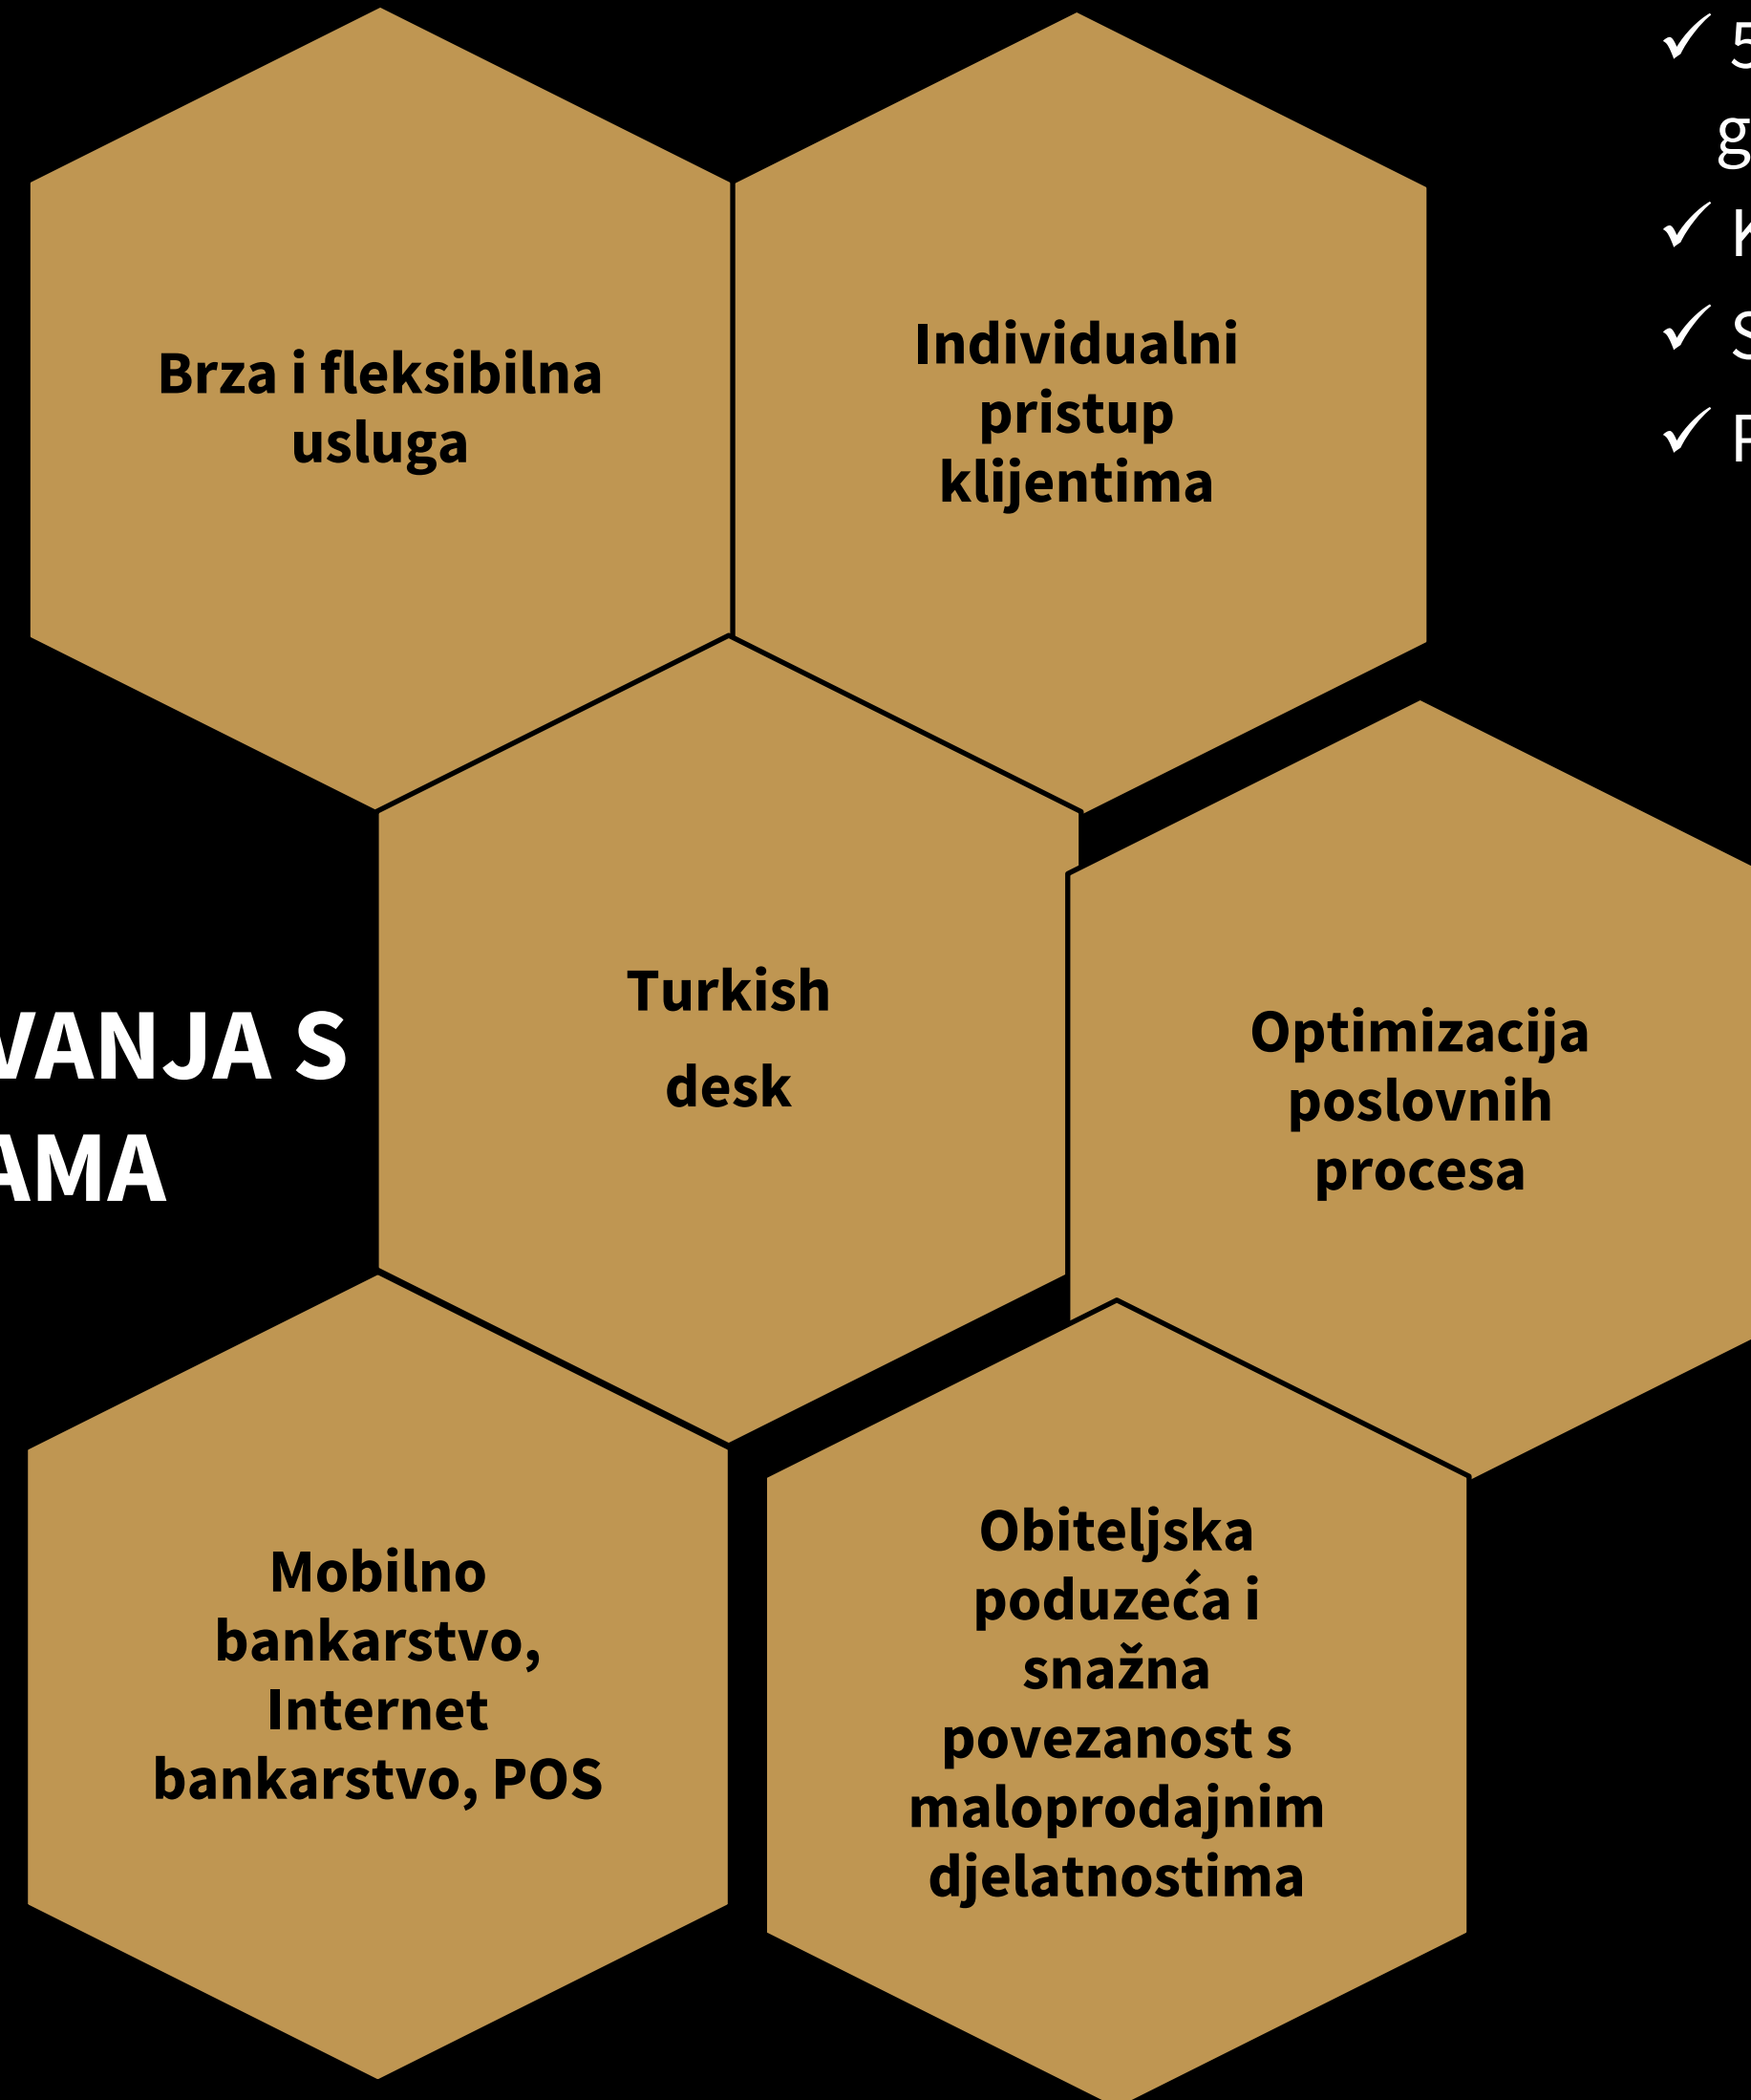 Brza i fleksibilna
usluga
Individualni
pristup
klijentima
Turkish
desk
Optimizacija
poslovnih
procesa
VANJA S
AMA
Mobilno
bankarstvo,
Internet
bankarstvo, POS
Obiteljska
poduzeća i
snažna
povezanost s
maloprodajnim
djelatnostima